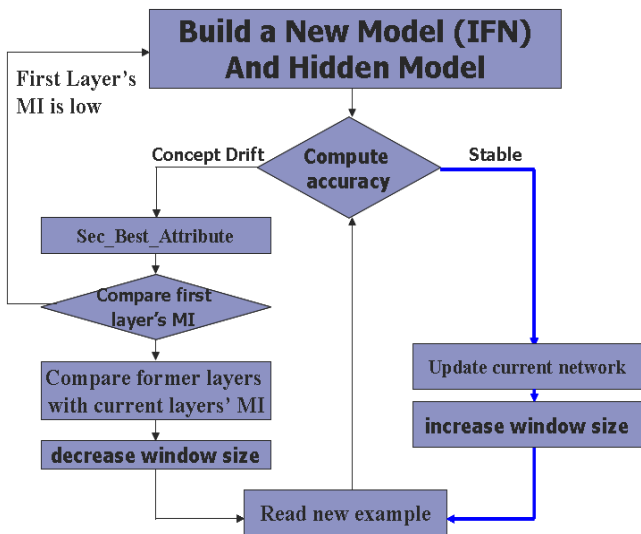 Build a New Model (IFN)
And Hidden Model
First Layer's
MI is low
Concept Drift
Compute
accuracy
Stable
Sec_Best_Attribute
Compare first
layer's MI
Compare former layers
with current layers' MI
decrease window size
Update current network
increase window size
Read new example